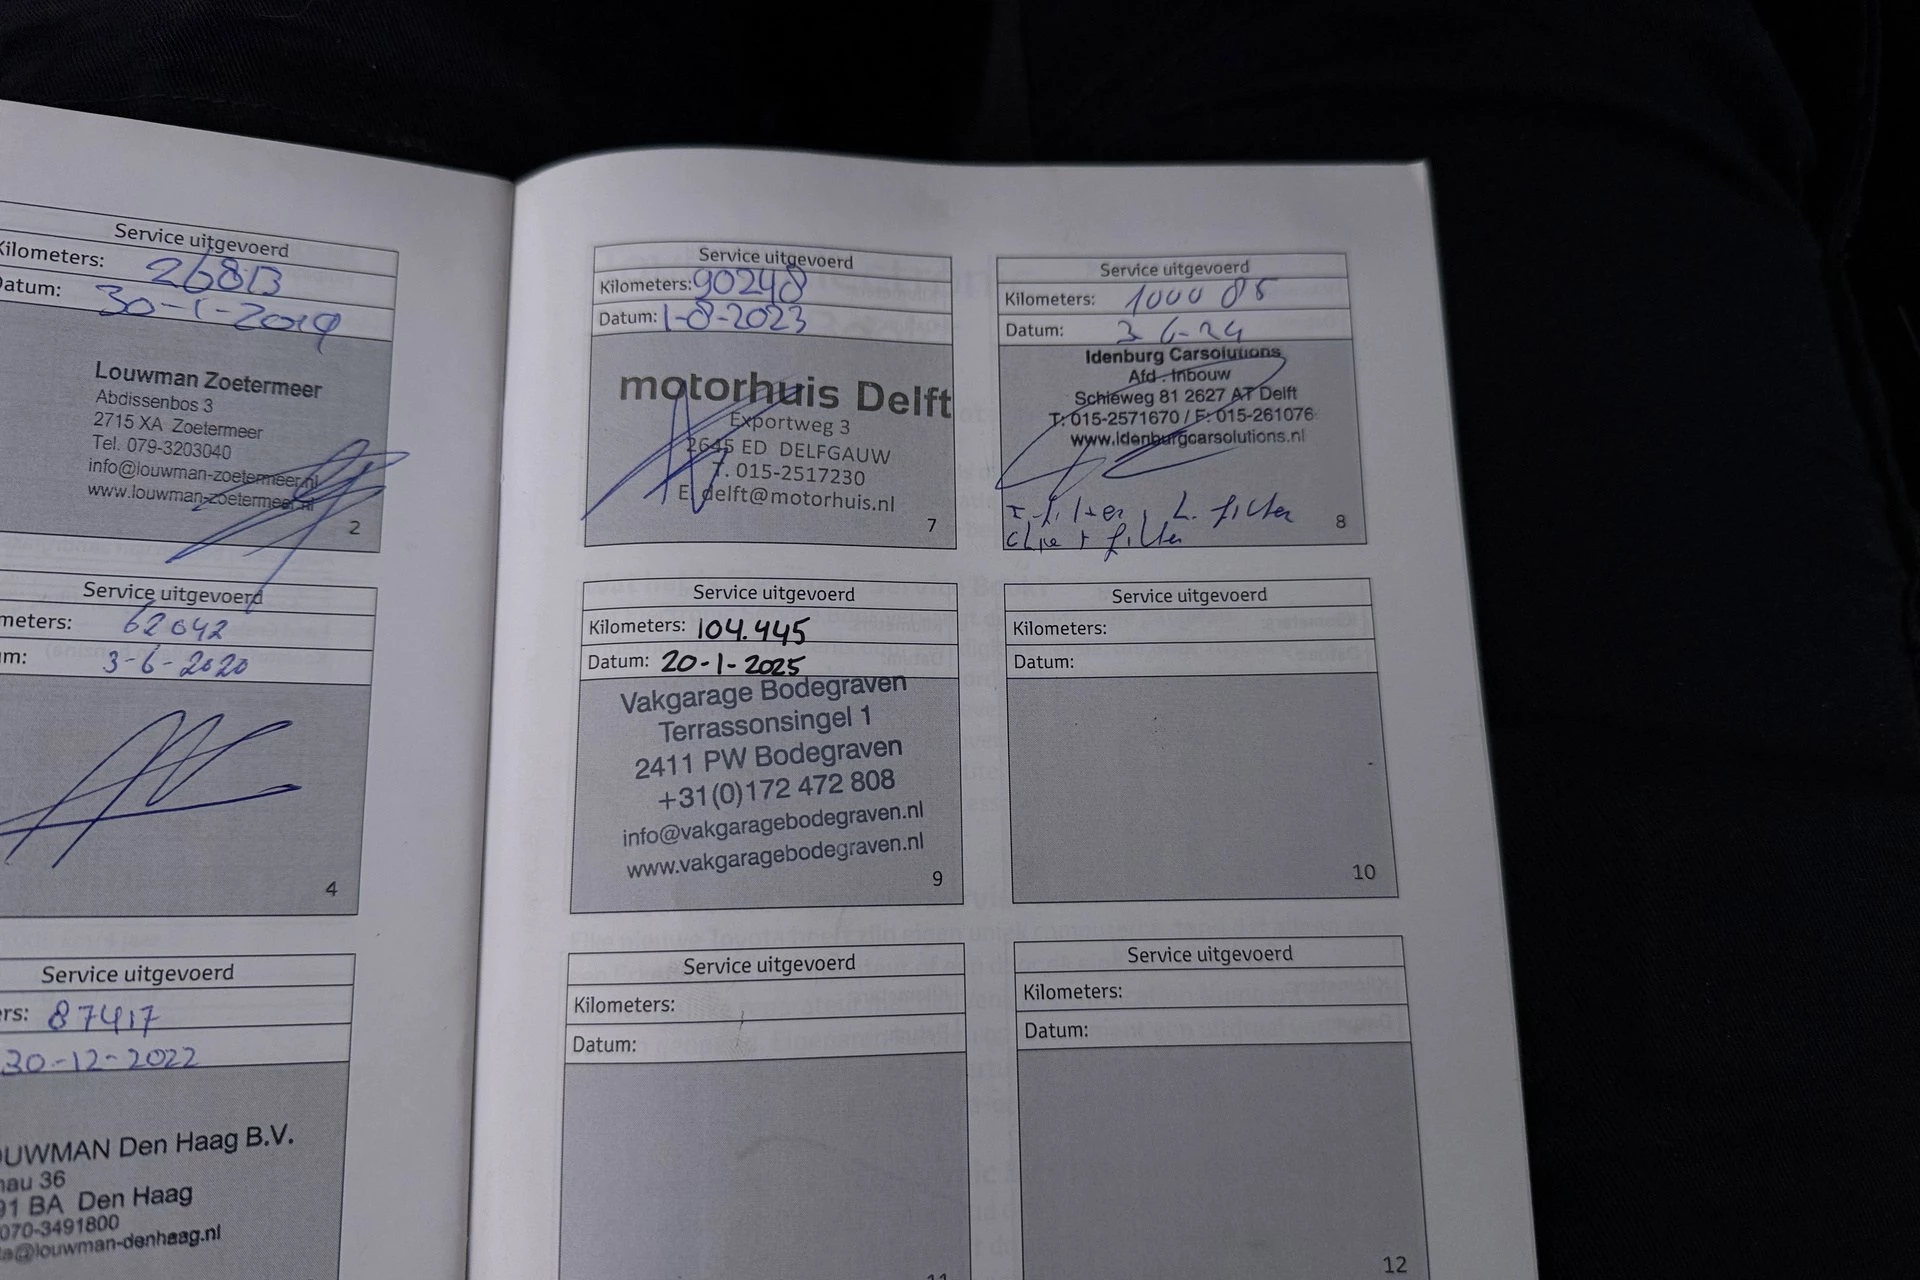 Service uitgevoerd
Kilometers: 26813
Datum: 30-1-2019
Louwman Zoetermeer
Abdissenbos 3
2715 XA Zoetermeer
Tel. 079-3203040
info@louwman-zoetermeer.nl
www.louwman-zoetermeer.nl
2
Service uitgevoerd
meters: 62042
um: 3-6-2020
4
Service uitgevoerd
ers: 87417
30-12-2022
OUWMAN Den Haag B.V.
nau 36
91 BA Den Haag
070-3491800
@louwman-denhaag.nl
Service uitgevoerd
Kilometers: 90248
Datum: 1-8-2023
motorhuis Delft
Exportweg 3
2645 ED DELFGAUW
T. 015-2517230
E. delft@motorhuis.nl
7
Service uitgevoerd
Kilometers: 100085
Datum: 3-6-24
Idenburg Carsolutions
Afd. Inbouw
Schieweg 81 2627 AT Delft
T: 015-2571670 / F: 015-261076
www.idenburgcarsolutions.nl
I-filter, L. filter
filter
8
Service uitgevoerd
Kilometers: 104.445
Datum: 20-1-2025
Vakgarage Bodegraven
Terrassonsingel 1
2411 PW Bodegraven
+31(0)172 472 808
info@vakgaragebodegraven.nl
www.vakgaragebodegraven.nl
9
Service uitgevoerd
Kilometers:
Datum:
10
Service uitgevoerd
Kilometers:
Datum:
11
Service uitgevoerd
Kilometers:
Datum:
12